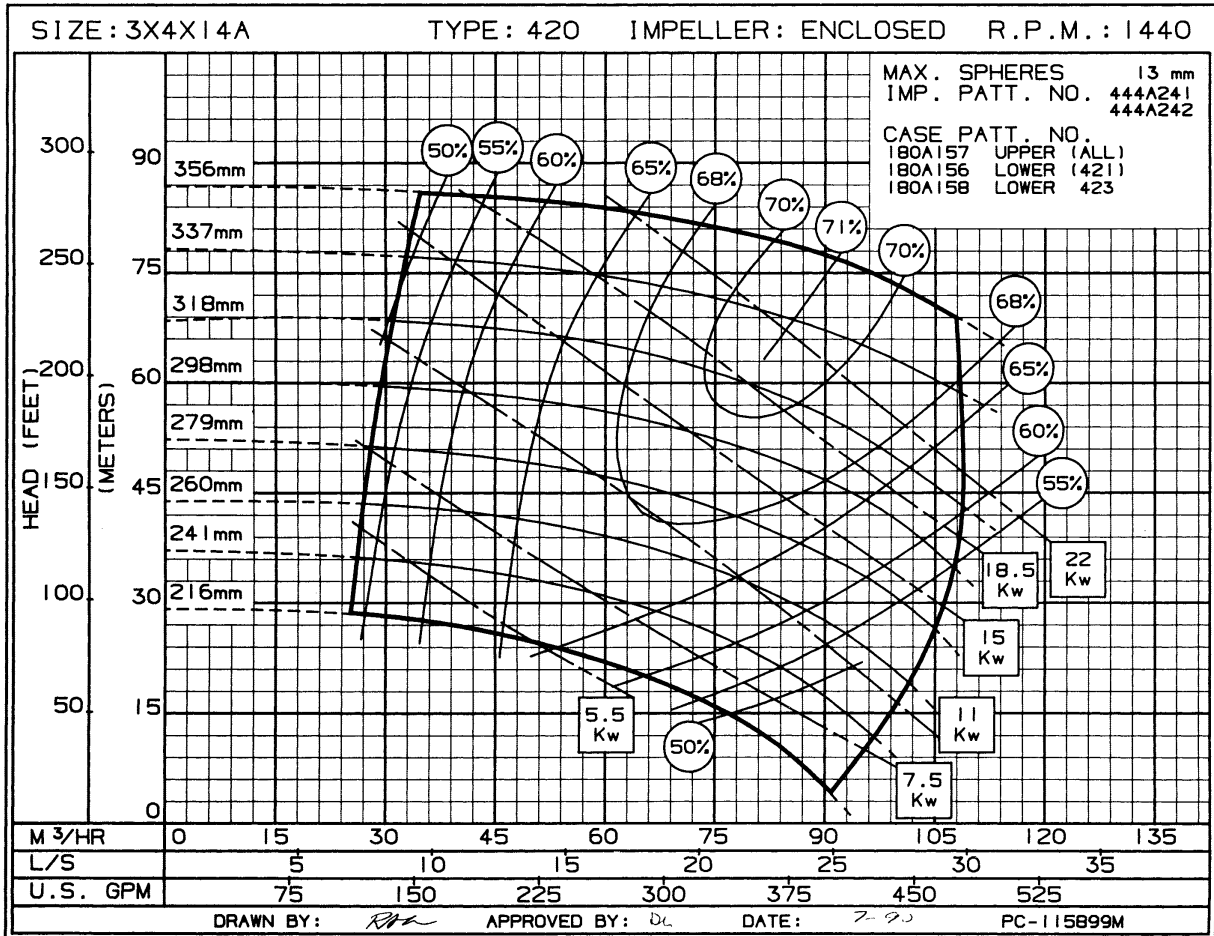 SIZE: 3X4X14A TYPE: 420 IMPELLER: ENCLOSED R.P.M.: 1440
MAX. SPHERES 13 mm
IMP. PATT. NO. 444A241
444A242
CASE PATT. NO.
180A157 UPPER (ALL)
180A156 LOWER (421)
180A158 LOWER 423
HEAD (FEET)
300
250
200
150
100
50
(METERS)
90
75
60
45
30
15
0
356mm
337mm
318mm
298mm
279mm
260mm
241mm
216mm
50%
55%
60%
65%
68%
70%
71%
70%
68%
65%
60%
55%
50%
22
Kw
18.5
Kw
15
Kw
11
Kw
7.5
Kw
5.5
Kw
M³/HR 0 15 30 45 60 75 90 105 120 135
L/S 5 10 15 20 25 30 35
U.S. GPM 75 150 225 300 375 450 525
DRAWN BY: APPROVED BY: DATE: PC-115899M